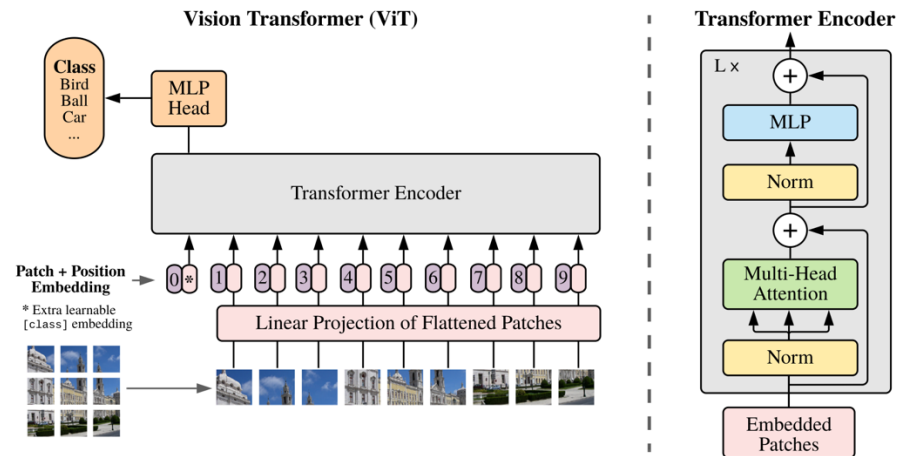 Vision Transformer (ViT)
Class
Bird
Ball
Car
...
MLP
Head
Transformer Encoder
Patch + Position
Embedding
* Extra learnable
[class] embedding
0 * 1 2 3 4 5 6 7 8 9
Linear Projection of Flattened Patches
Transformer Encoder
L ×
+
MLP
Norm
+
Multi-Head
Attention
Norm
Embedded
Patches